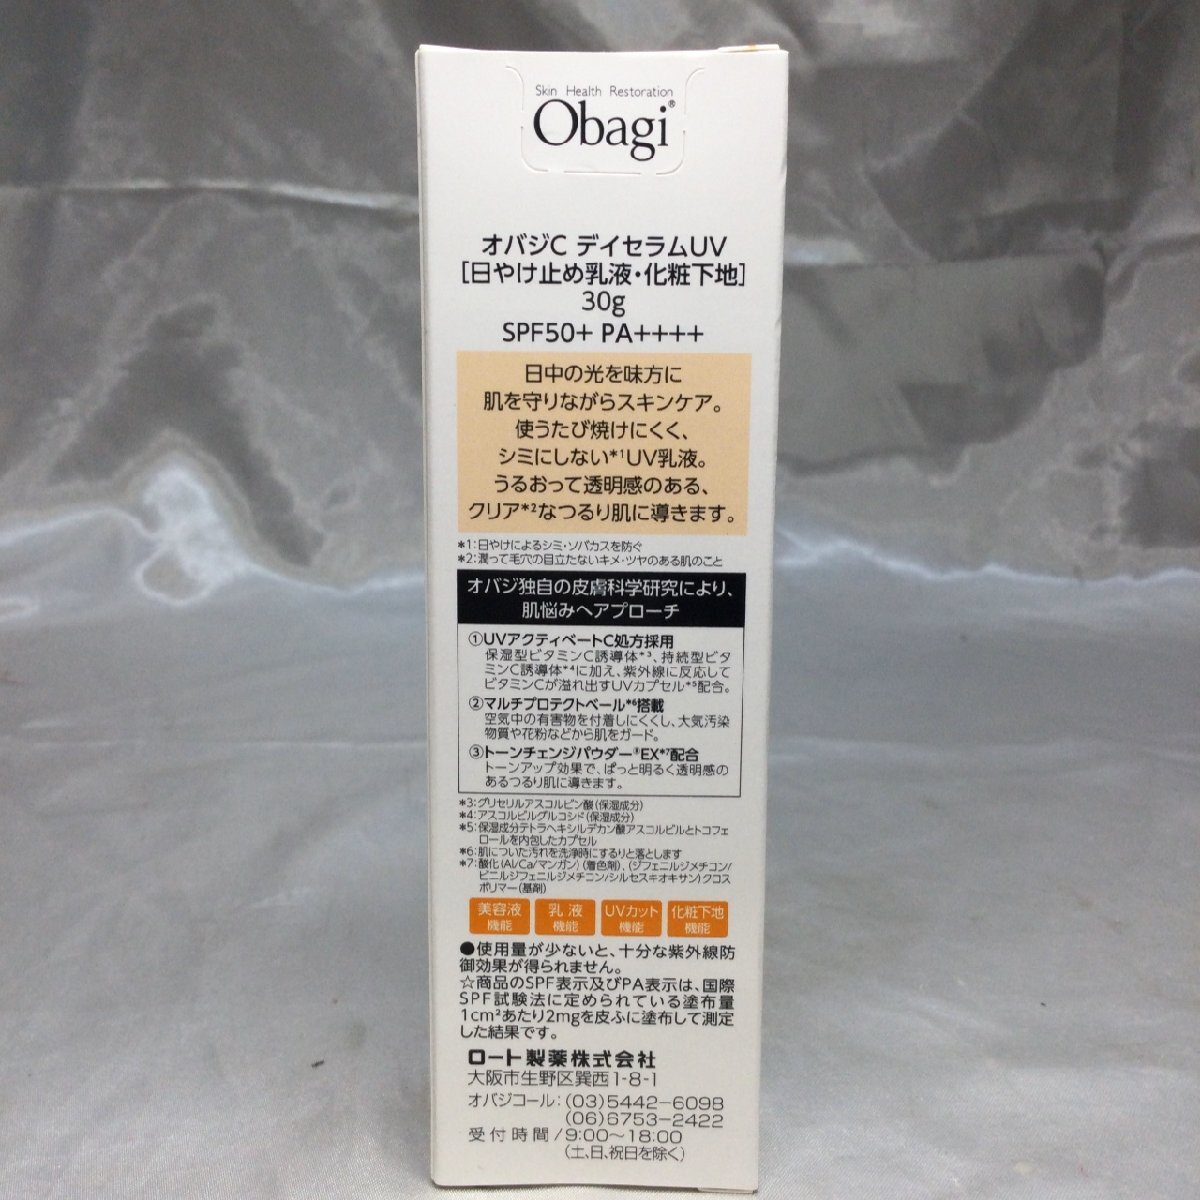 Skin Health Restoration
Obagi®
オバジC デイセラムUV
[日やけ止め乳液・化粧下地]
30g
SPF50+ PA++++
日中の光を味方に
肌を守りながらスキンケア。
使うたび焼けにくく、
シミにしない*1UV乳液。
うるおって透明感のある、
クリア*2なつるり肌に導きます。
*1:日やけによるシミ・ソバカスを防ぐ
*2:潤って毛穴の目立たないキメ・ツヤのある肌のこと
オバジ独自の皮膚科学研究により、
肌悩みへアプローチ
①UVアクティベートC処方採用
保湿型ビタミンC誘導体*3、持続型ビタ
ミンC誘導体*4に加え、紫外線に反応して
ビタミンCが溢れ出すUVカプセル*5配合。
②マルチプロテクトベール*6搭載
空気中の有害物を付着しにくくし、大気汚染
物質や花粉などから肌をガード。
③トーンチェンジパウダー®EX*7配合
トーンアップ効果で、ぱっと明るく透明感の
あるつるり肌に導きます。
*3:グリセリルアスコルビン酸(保湿成分)
*4:アスコルビルグルコシド(保湿成分)
*5:保湿成分テトラヘキシルデカン酸アスコルビルとトコフェ
ロールを内包したカプセル
*6:肌についた汚れを洗浄時にするりと落とします
*7:酸化(Al/Ca/マンガン)(着色剤)、(ジフェニルジメチコン/
ビニルジフェニルジメチコン/シルセスキオキサン)クロス
ポリマー(基剤)
美容液
機能
乳液
機能
UVカット
機能
化粧下地
機能
●使用量が少ないと、十分な紫外線防
御効果が得られません。
☆商品のSPF表示及びPA表示は、国際
SPF試験法に定められている塗布量
1cm²あたり2mgを皮ふに塗布して測定
した結果です。
ロート製薬株式会社
大阪市生野区巽西1-8-1
オバジコール:(03)5442-6098
(06)6753-2422
受付時間/9:00～18:00
(土、日、祝日を除く)